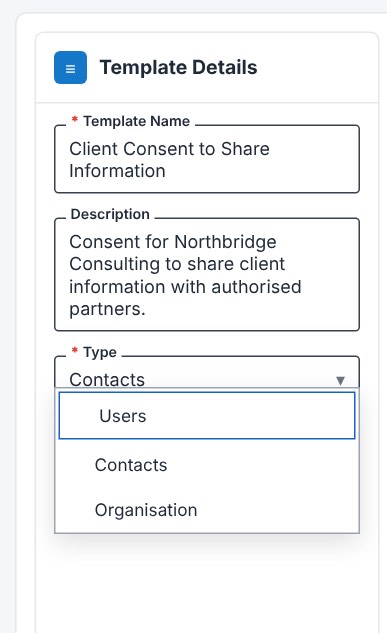 Template Details
* Template Name
Client Consent to Share
Information
Description
Consent for Northbridge
Consulting to share client
information with authorised
partners.
* Type
Contacts
Users
Contacts
Organisation